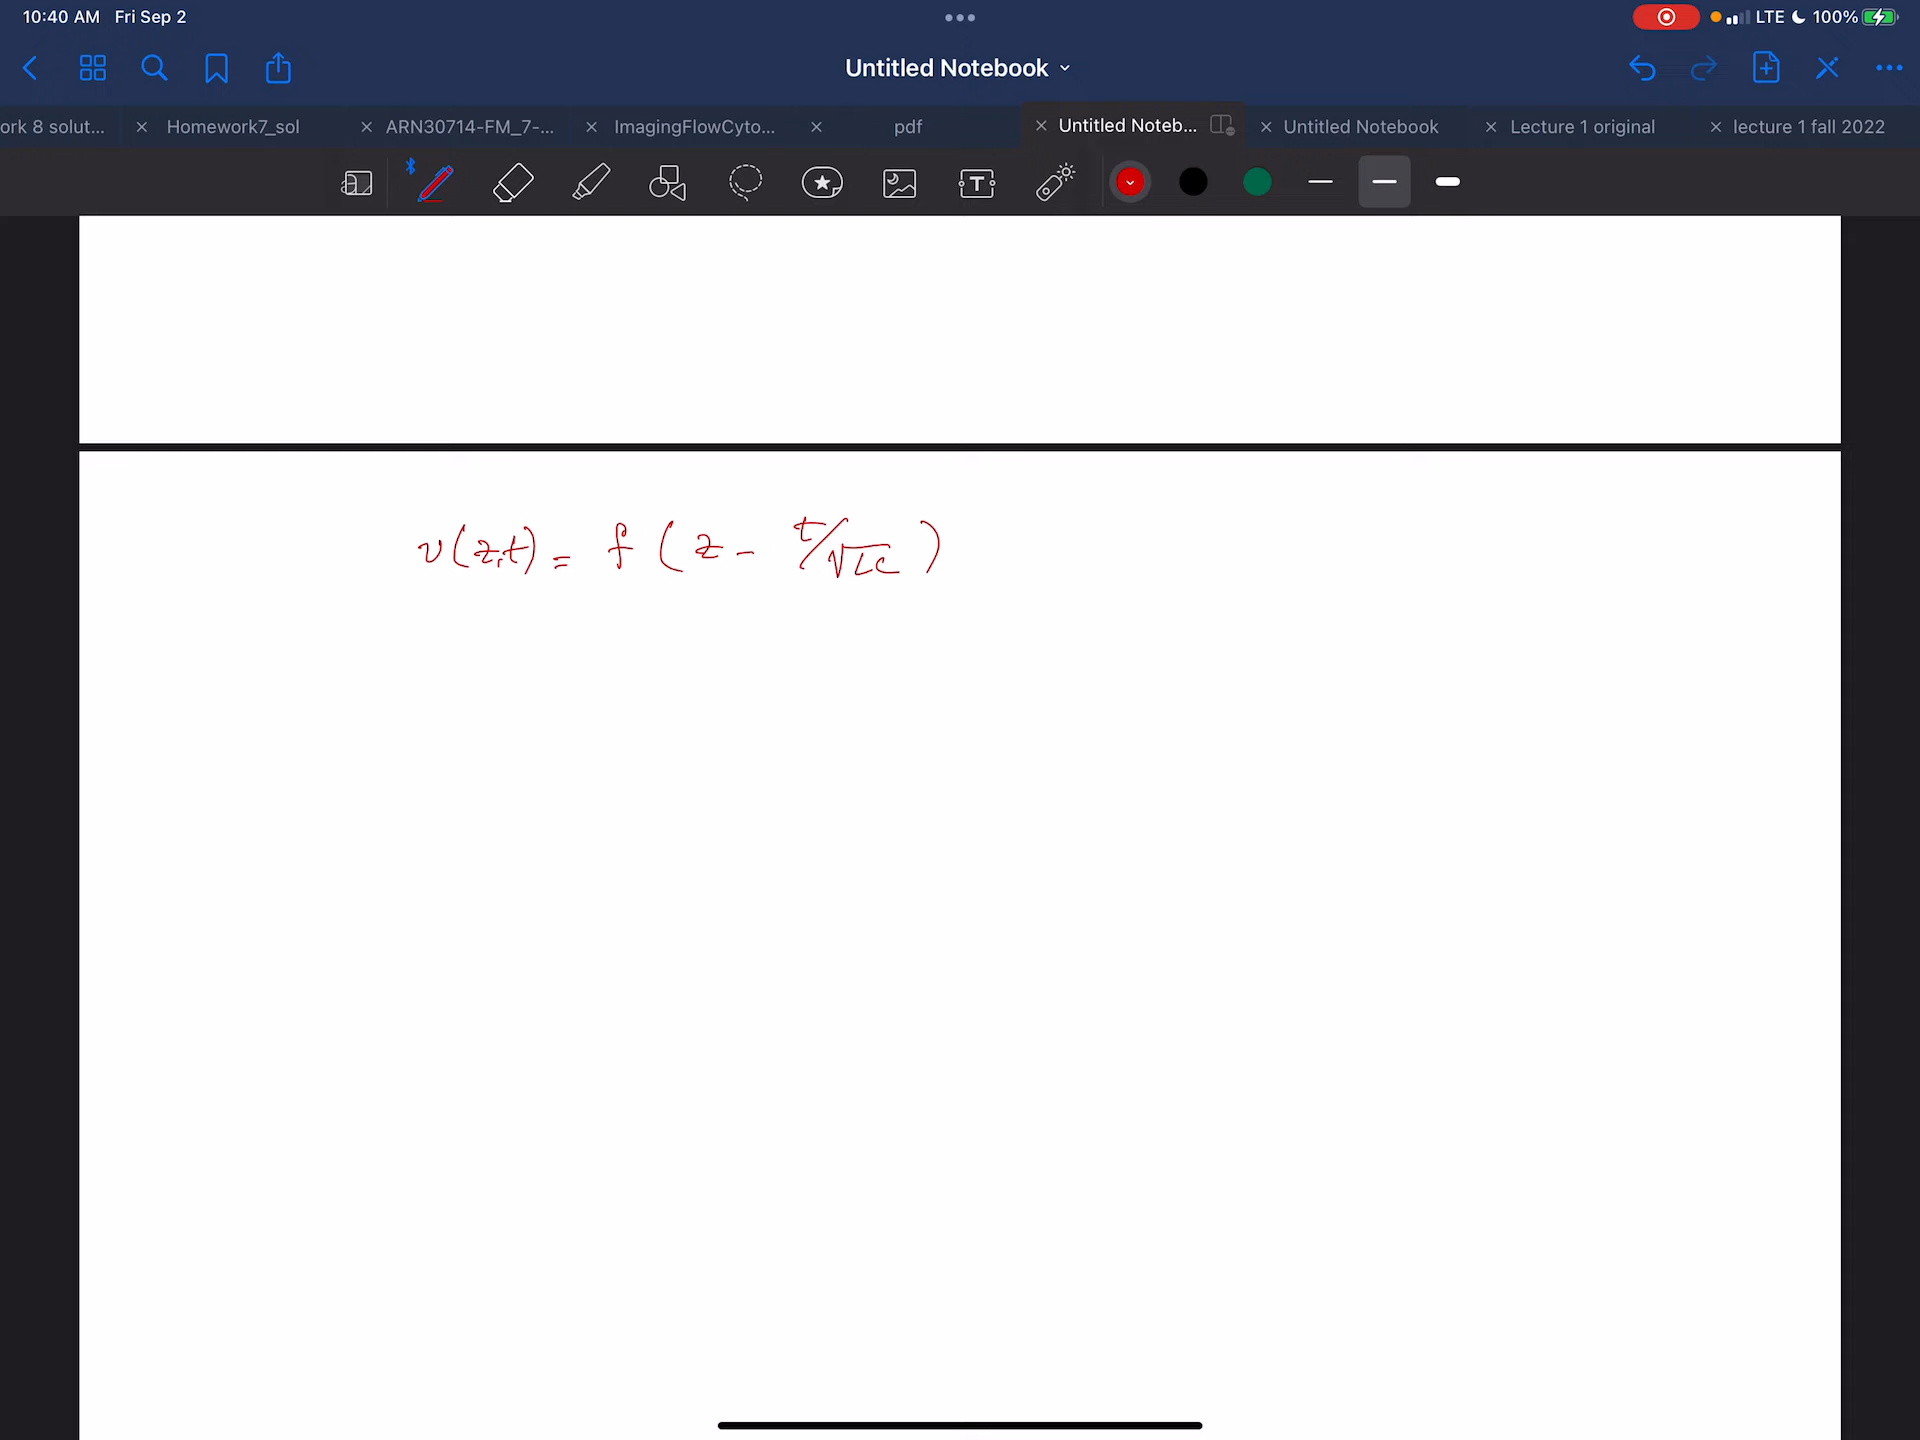 10:40 AM Fri Sep 2
LTE 100%
Untitled Notebook
ork 8 solut...
Homework7_sol
ARN30714-FM_7-...
ImagingFlowCyto...
pdf
Untitled Noteb...
Untitled Notebook
Lecture 1 original
lecture 1 fall 2022
T
v(z,t) = f ( z - t/√LC )